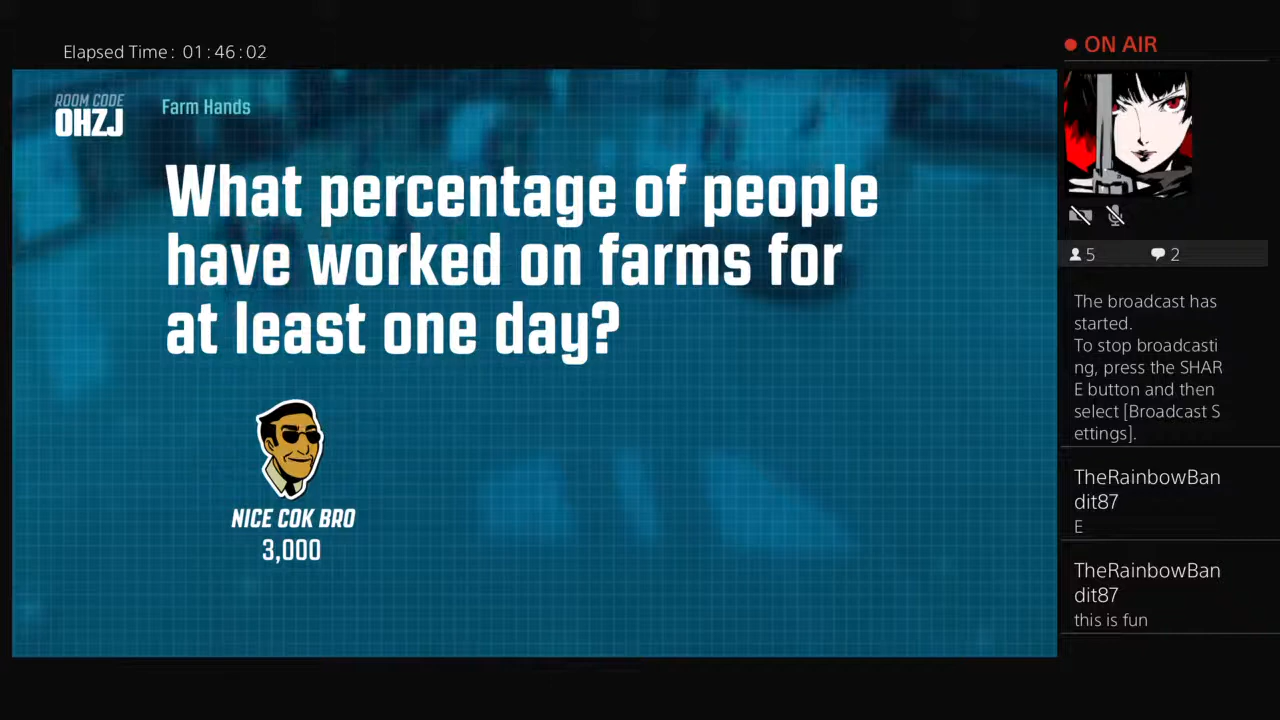 Elapsed Time: 01:46:02
ON AIR
ROOM CODE
OHZJ
Farm Hands
What percentage of people
have worked on farms for
at least one day?
NICE COK BRO
3,000
5
2
The broadcast has
started.
To stop broadcasti
ng, press the SHAR
E button and then
select [Broadcast S
ettings].
TheRainbowBan
dit87
E
TheRainbowBan
dit87
this is fun